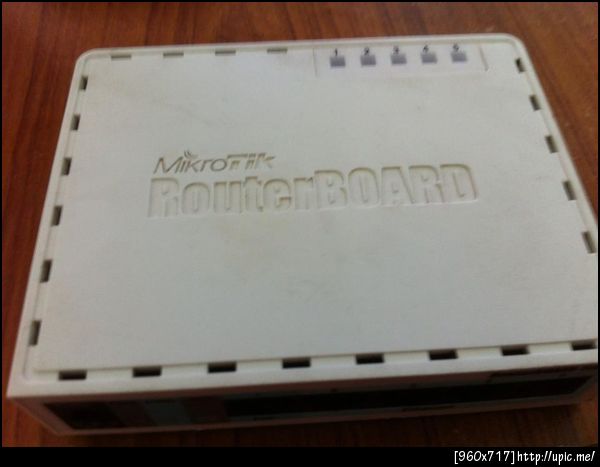 1 2 3 4 5
MikroTik
RouterBOARD
[960x717]http://upic.me/